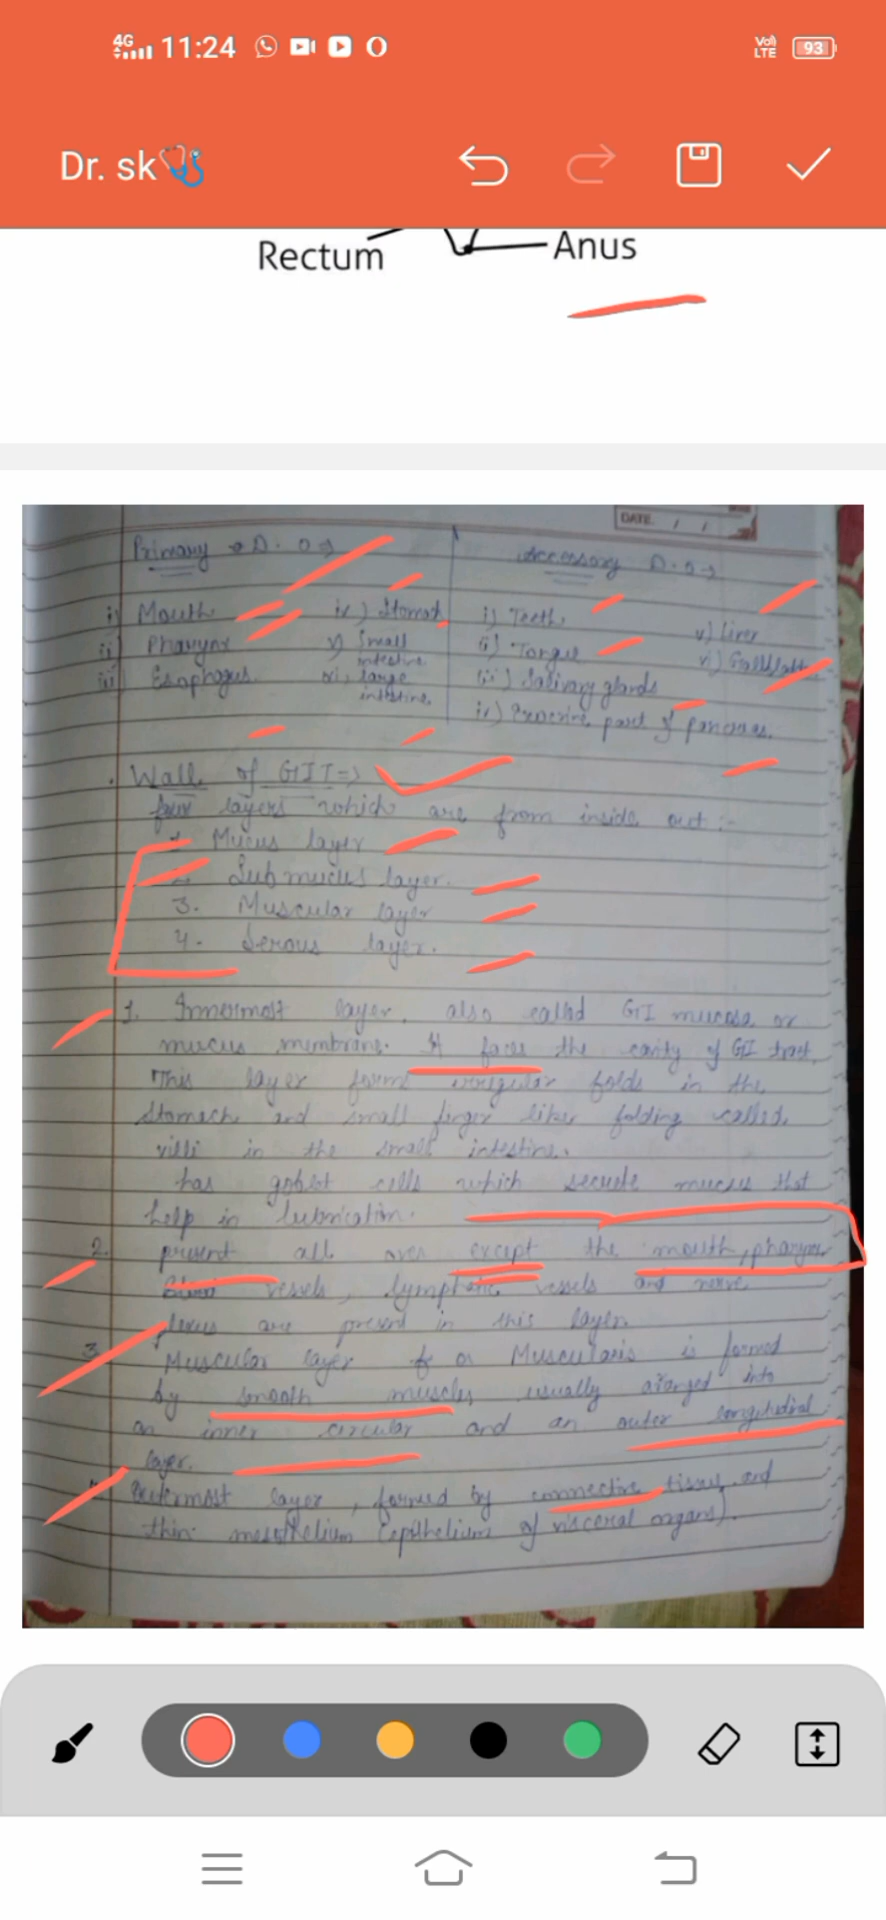 4G 11:24 Vo) LTE 93
Dr. sk
Rectum Anus
DATE / /
Primary → D. O ⇒ Accessory D. O ⇒
i) Mouth iv) Stomach i) Teeth v) Liver
ii) Pharynx v) Small intestine ii) Tongue
iii) Esophagus vi) large intestine iii) Salivary glands
iv) Exocrine part of pancreas.
Wall of GIT ⇒
four layers which are from inside out :-
1. Mucus layer
2. Sub mucus layer.
3. Muscular layer
4. Serous layer.
1. Innermost layer, also called GI mucosa or
mucus membrane. It faces the cavity of GI tract.
This layer forms irregular folds in the
stomach and small finger like folding called
villi in the small intestine.
has goblet cells which secrete mucus that
help in lubrication.
2. present all over except the mouth, pharynx
Blood vessels, lymphatic vessels and nerve
plexus are present in this layer.
3. Muscular layer or Muscularis is formed
by smooth muscles usually arranged into
an inner circular and an outer longitudinal
layer.
4. Outermost layer, formed by connective tissue and
thin mesothelium (epithelium of visceral organs).